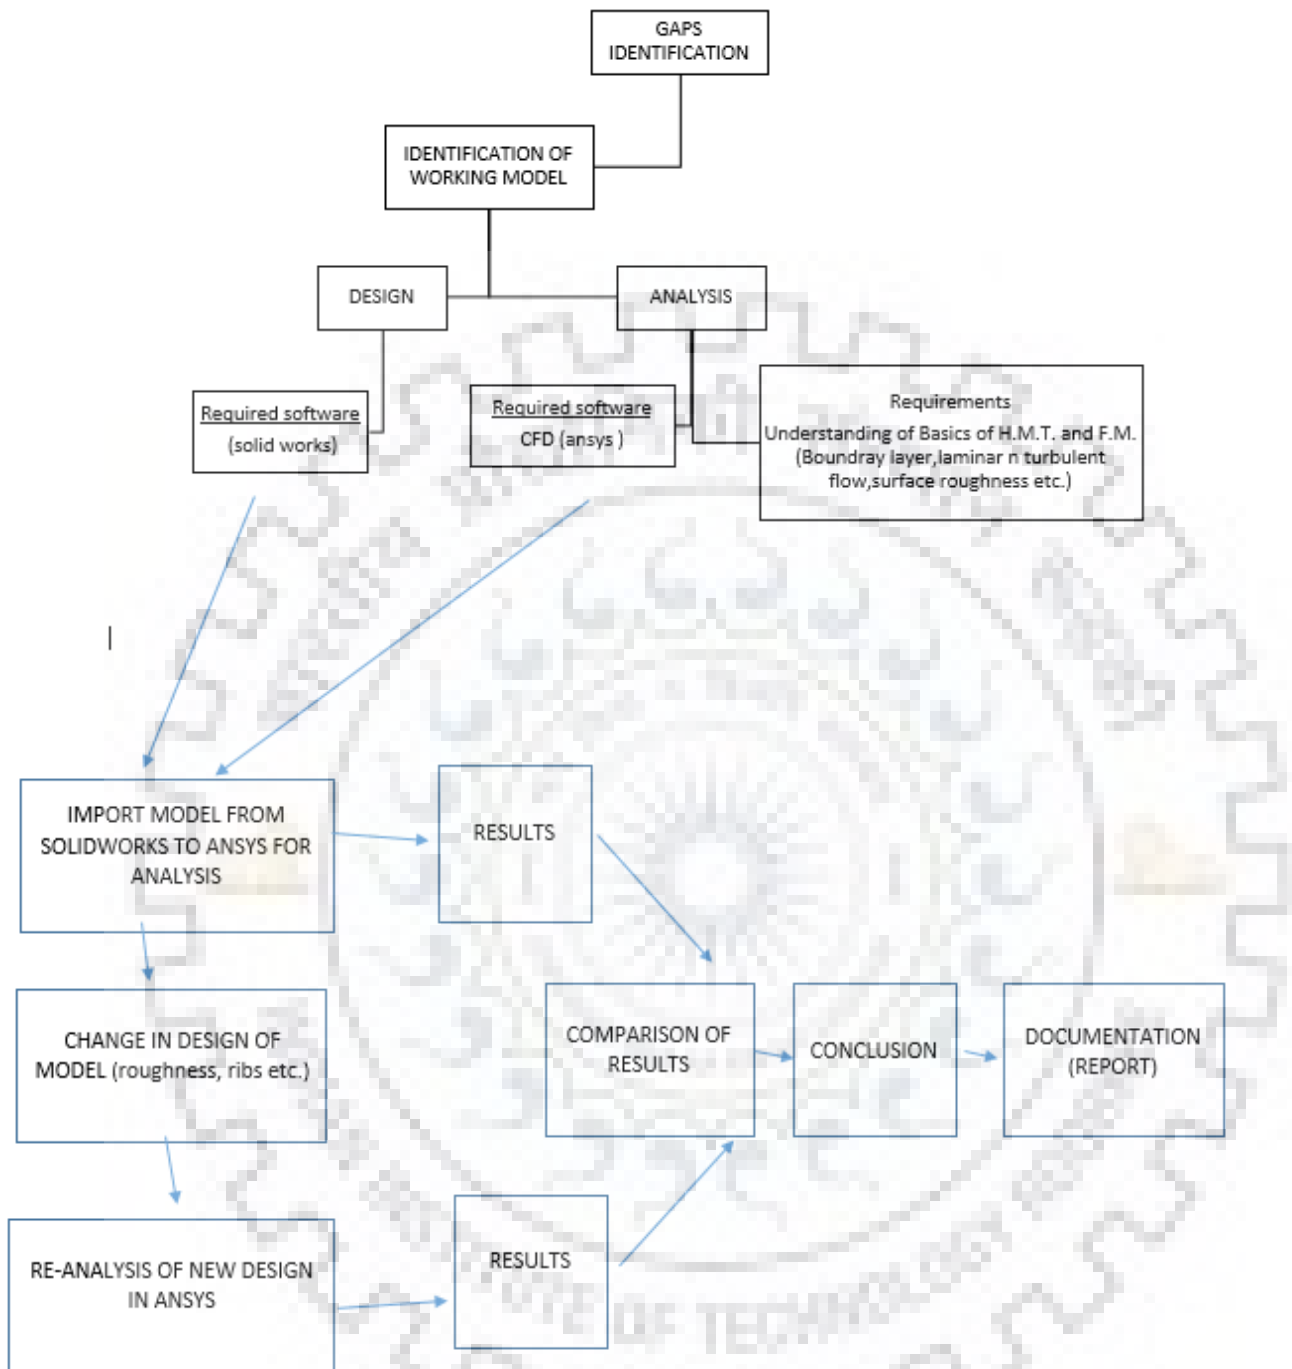 GAPS
IDENTIFICATION
IDENTIFICATION OF
WORKING MODEL
DESIGN
ANALYSIS
Required software
(solid works)
Required software
CFD (ansys )
Requirements
Understanding of Basics of H.M.T. and F.M.
(Boundray layer,laminar n turbulent
flow,surface roughness etc.)
IMPORT MODEL FROM
SOLIDWORKS TO ANSYS FOR
ANALYSIS
RESULTS
CHANGE IN DESIGN OF
MODEL (roughness, ribs etc.)
COMPARISON OF
RESULTS
CONCLUSION
DOCUMENTATION
(REPORT)
RE-ANALYSIS OF NEW DESIGN
IN ANSYS
RESULTS
OF TECHNOLOGY